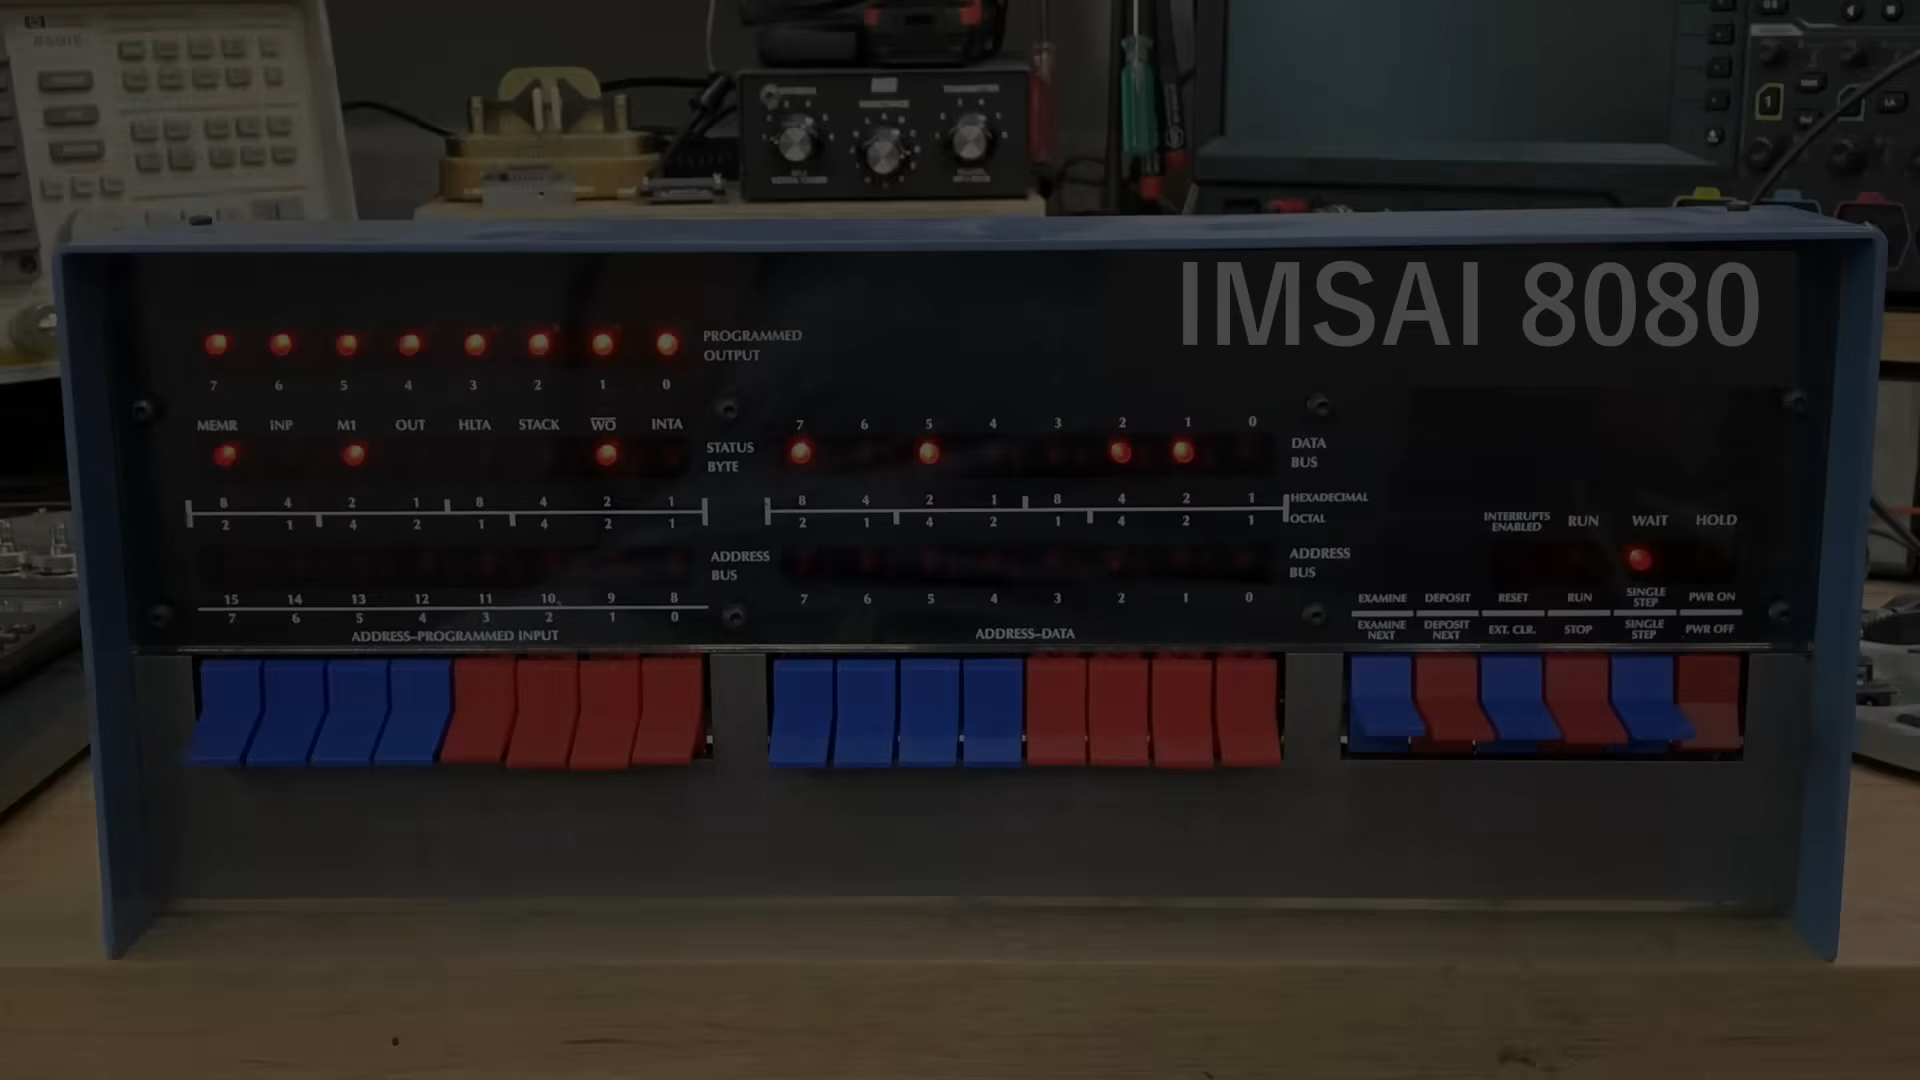 IMSAI 8080
PROGRAMMED
OUTPUT
7 6 5 4 3 2 1 0
MEMR INP M1 OUT HLTA STACK WO INTA
STATUS
BYTE
7 6 5 4 3 2 1 0
DATA
BUS
8 4 2 1 8 4 2 1
2 1 4 2 1 4 2 1
8 4 2 1 8 4 2 1
2 1 4 2 1 4 2 1
HEXADECIMAL
OCTAL
INTERRUPTS
ENABLED
RUN
WAIT
HOLD
ADDRESS
BUS
ADDRESS
BUS
15 14 13 12 11 10 9 8
7 6 5 4 3 2 1 0
ADDRESS–PROGRAMMED INPUT
7 6 5 4 3 2 1 0
ADDRESS–DATA
EXAMINE
EXAMINE
NEXT
DEPOSIT
DEPOSIT
NEXT
RESET
EXT. CLR.
RUN
STOP
SINGLE
STEP
SINGLE
STEP
PWR ON
PWR OFF
1